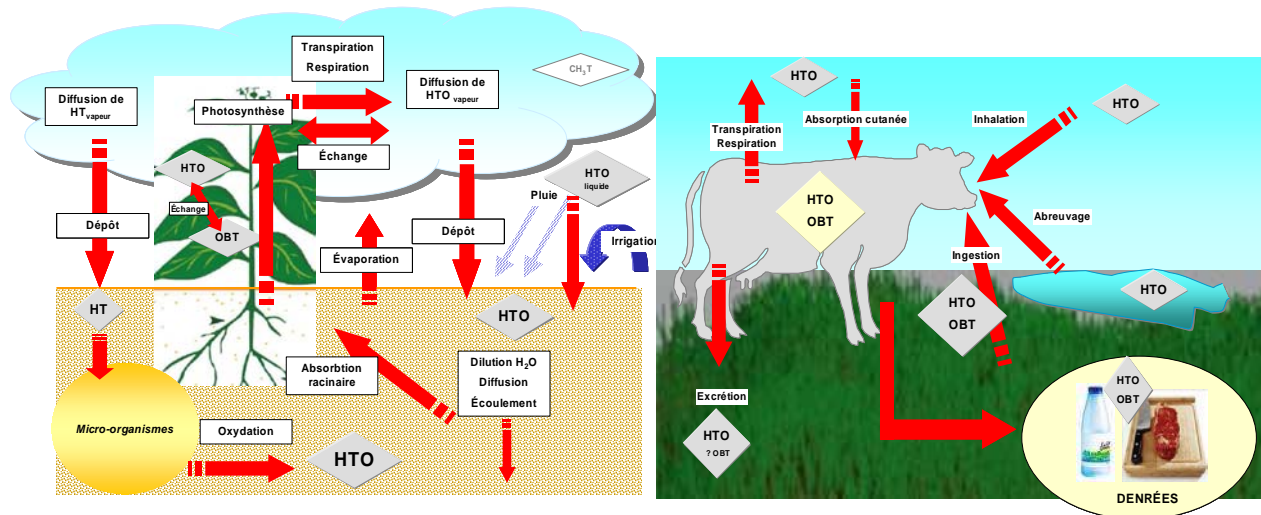 Transpiration
Respiration
CH3T
Diffusion de
HTvapeur
Photosynthèse
Diffusion de
HTO vapeur
Échange
HTO
Échange
OBT
HTO
liquide
Pluie
Irrigation
Dépôt
Évaporation
Dépôt
HT
HTO
Absorbtion
racinaire
Dilution H2O
Diffusion
Écoulement
Micro-organismes
Oxydation
HTO
HTO
Transpiration
Respiration
Absorption cutanée
Inhalation
HTO
HTO
OBT
Abreuvage
Ingestion
HTO
HTO
OBT
Excrétion
HTO
? OBT
HTO
OBT
DENRÉES